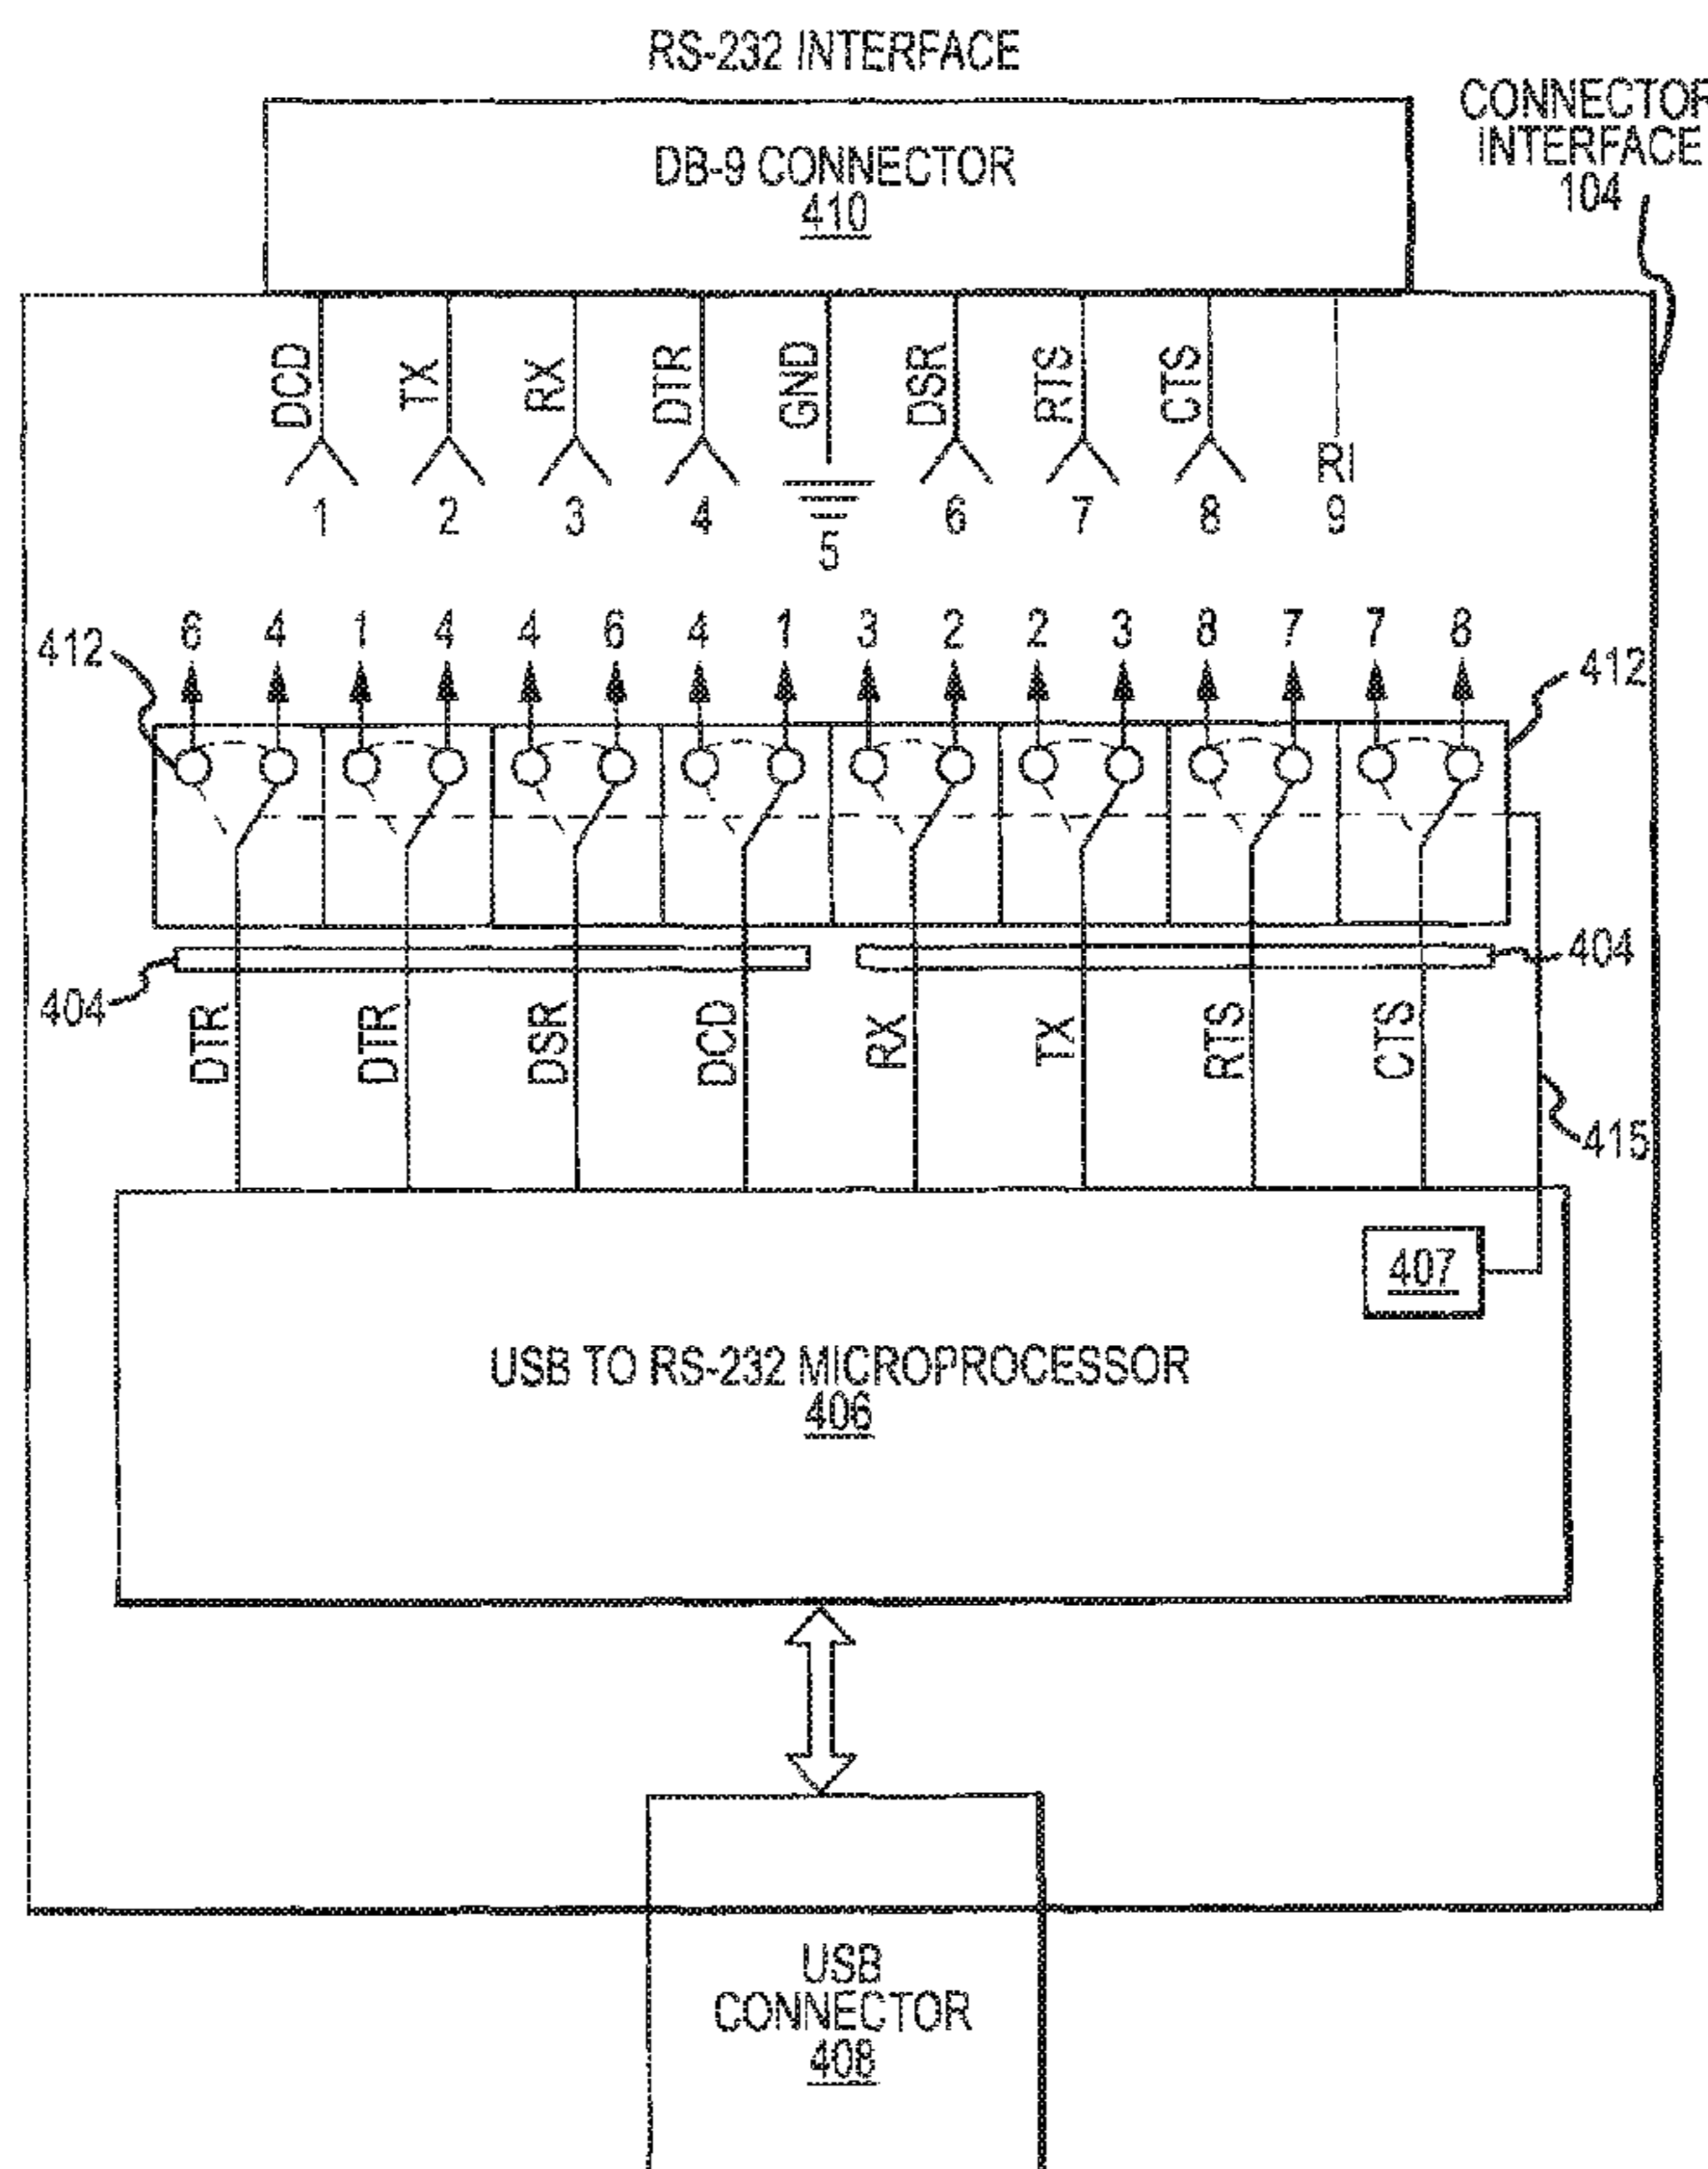 RS-232 INTERFACE
CONNECTOR
INTERFACE
104
DB-9 CONNECTOR
410
DCD TX RX DTR GND DSR RTS CTS
RI
1 2 3 4 5 6 7 8 9
6 4 1 4 4 6 4 1 3 2 2 3 8 7 7 8
412 412
404 404
DTR DTR DSR DCD RX TX RTS CTS
415
407
USB TO RS-232 MICROPROCESSOR
406
USB
CONNECTOR
408